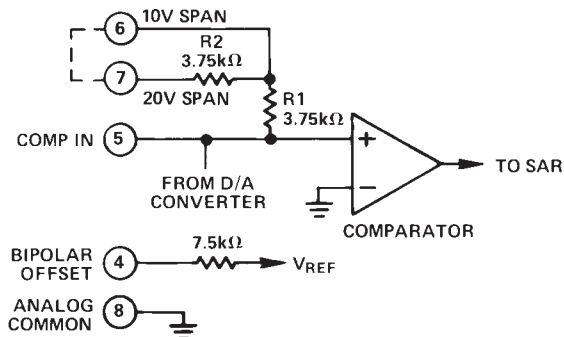 6
10V SPAN
R2
3.75kΩ
7
20V SPAN
R1
3.75kΩ
COMP IN
5
+
−
TO SAR
FROM D/A
CONVERTER
COMPARATOR
BIPOLAR
OFFSET
4
7.5kΩ
VREF
ANALOG
COMMON
8